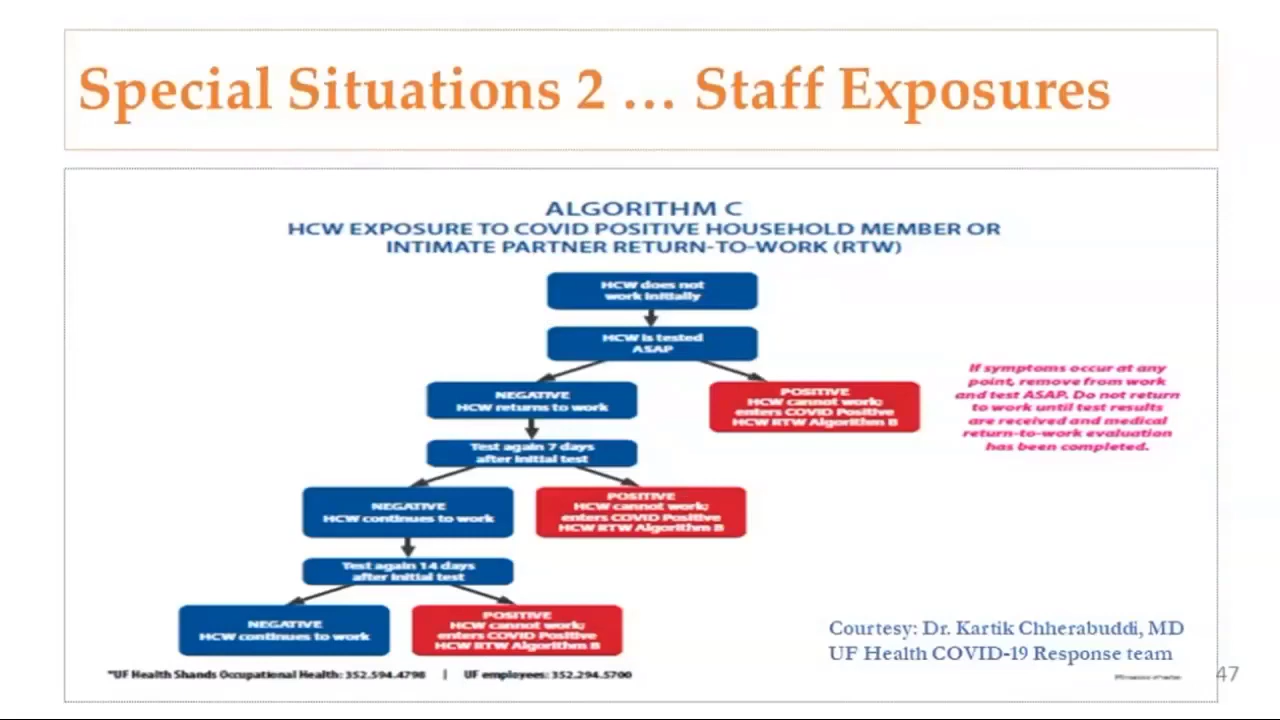 Special Situations 2 ... Staff Exposures
ALGORITHM C
HCW EXPOSURE TO COVID POSITIVE HOUSEHOLD MEMBER OR
INTIMATE PARTNER RETURN-TO-WORK (RTW)
HCW does not
work initially
HCW is tested
ASAP
NEGATIVE
HCW returns to work
POSITIVE
HCW cannot work;
enters COVID Positive
HCW RTW Algorithm B
If symptoms occur at any
point, remove from work
and test ASAP. Do not return
to work until test results
are received and medical
return-to-work evaluation
has been completed.
Test again 7 days
after initial test
NEGATIVE
HCW continues to work
POSITIVE
HCW cannot work;
enters COVID Positive
HCW RTW Algorithm B
Test again 14 days
after initial test
NEGATIVE
HCW continues to work
POSITIVE
HCW cannot work;
enters COVID Positive
HCW RTW Algorithm B
Courtesy: Dr. Kartik Chherabuddi, MD
UF Health COVID-19 Response team
*UF Health Shands Occupational Health: 352.594.4798 | UF employees: 352.294.5700
47